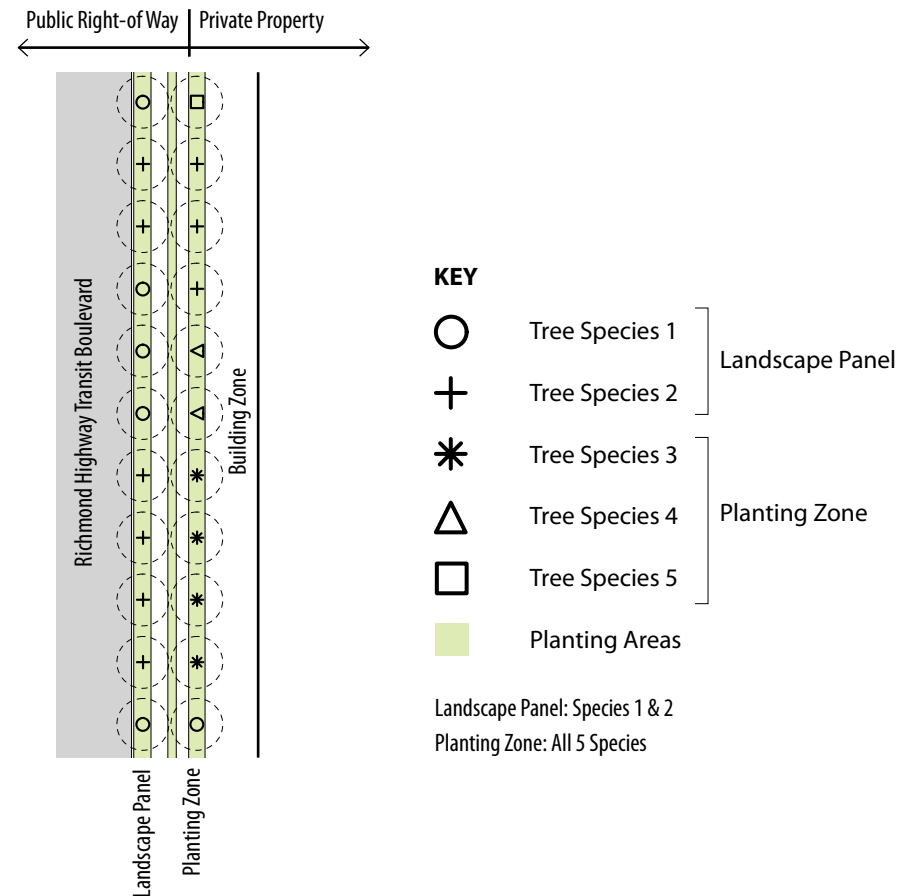 Public Right-of Way
Private Property
Richmond Highway Transit Boulevard
Building Zone
Landscape Panel
Planting Zone
KEY
Tree Species 1
Tree Species 2
Landscape Panel
Tree Species 3
Tree Species 4
Tree Species 5
Planting Zone
Planting Areas
Landscape Panel: Species 1 & 2
Planting Zone: All 5 Species